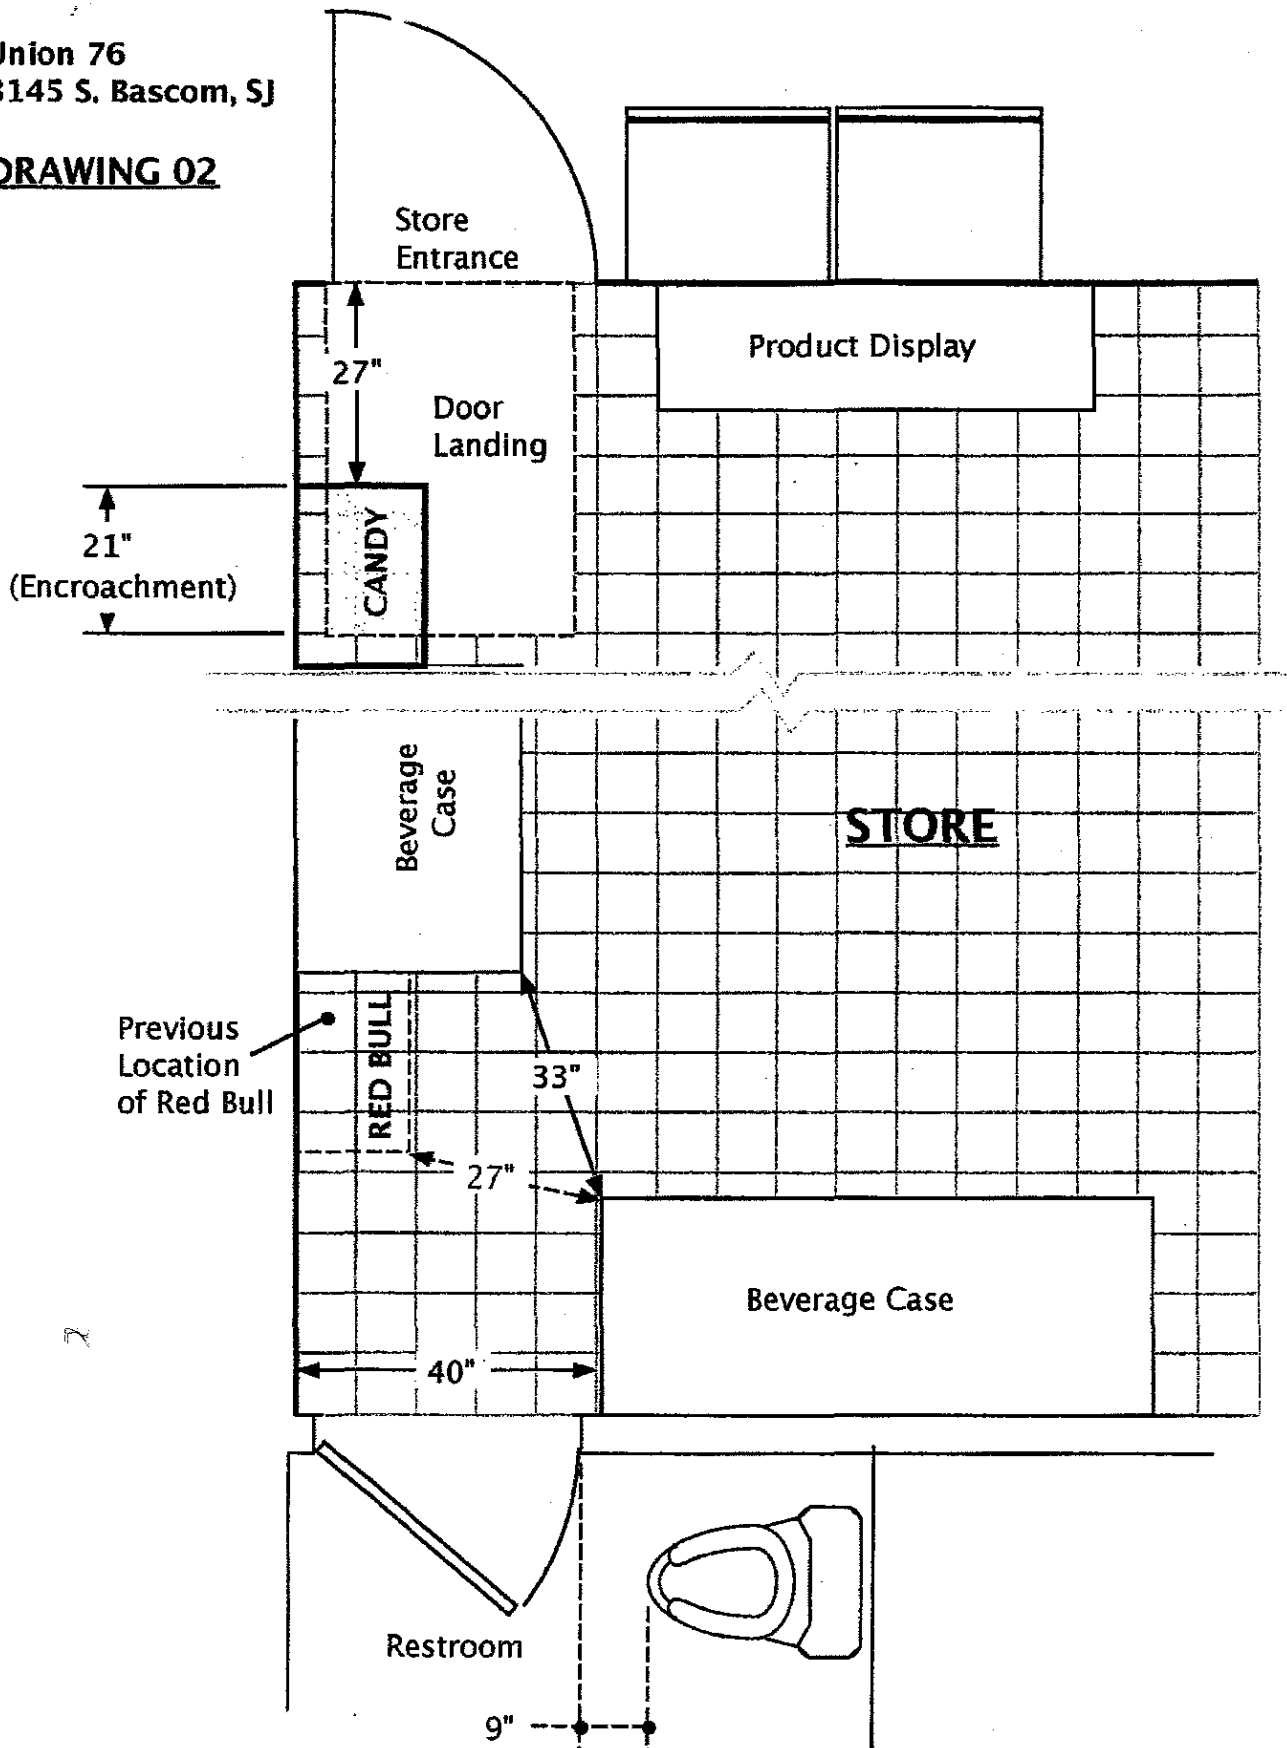 Union 76
3145 S. Bascom, SJ
DRAWING 02
Store
Entrance
Product Display
27"
Door
Landing
21"
(Encroachment)
CANDY
Beverage
Case
STORE
Previous
Location
of Red Bull
RED BULL
33"
27"
Beverage Case
40"
Restroom
9"